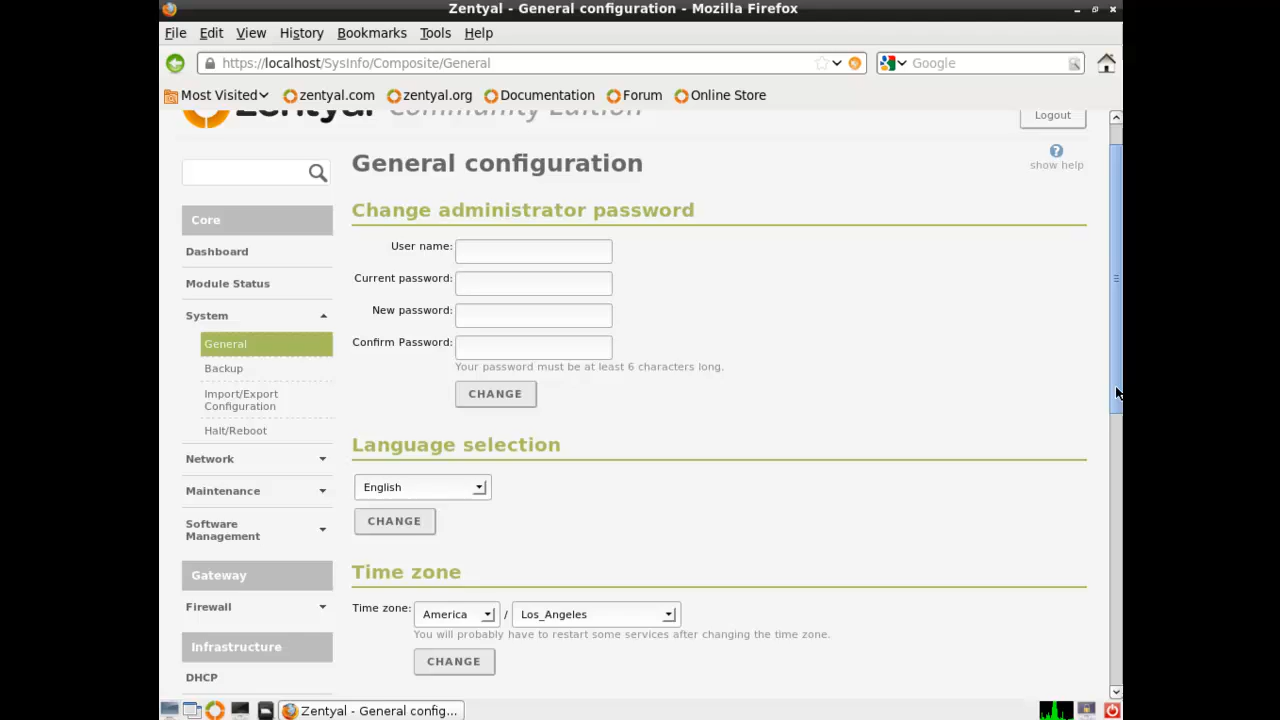 Zentyal - General configuration - Mozilla Firefox
File Edit View History Bookmarks Tools Help
https://localhost/SysInfo/Composite/General
Google
Most Visited zentyal.com zentyal.org Documentation Forum Online Store
zentyal Community Edition
Logout
General configuration
show help
Change administrator password
User name:
Current password:
New password:
Confirm Password:
Your password must be at least 6 characters long.
CHANGE
Language selection
English
CHANGE
Time zone
Time zone: America / Los_Angeles
You will probably have to restart some services after changing the time zone.
CHANGE
Core
Dashboard
Module Status
System
General
Backup
Import/Export
Configuration
Halt/Reboot
Network
Maintenance
Software
Management
Gateway
Firewall
Infrastructure
DHCP
Zentyal - General config...